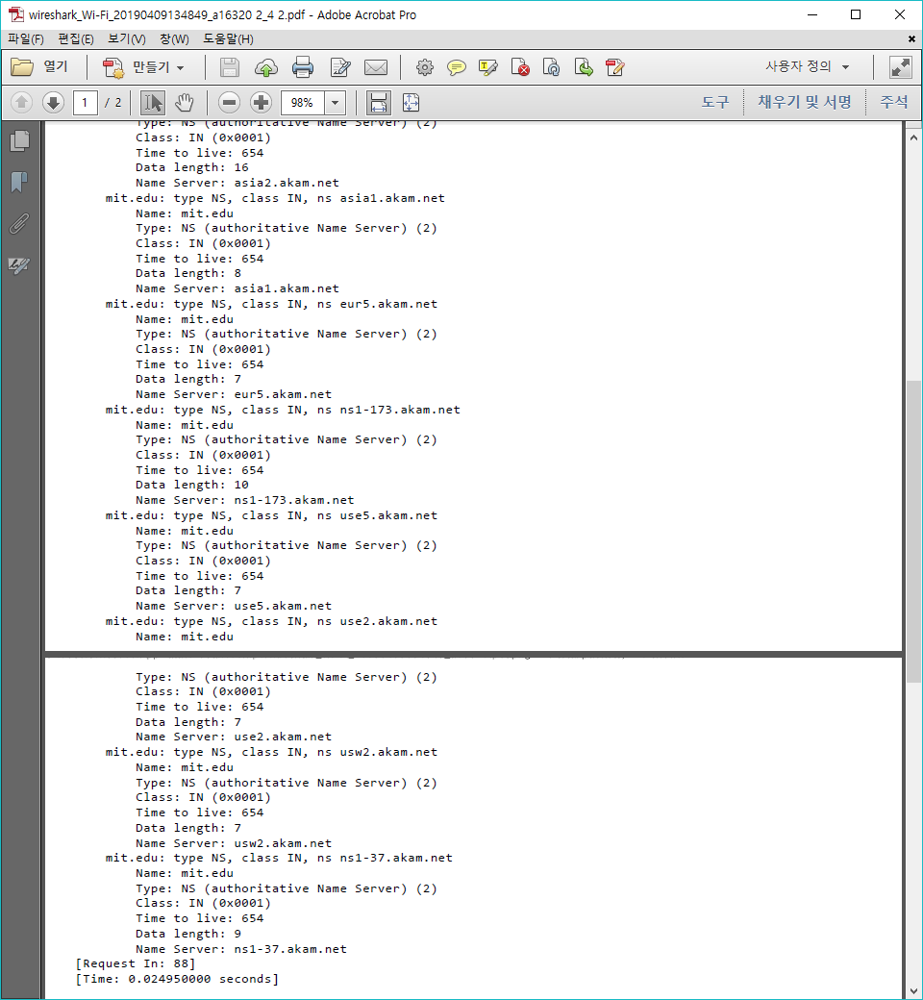 wireshark_Wi-Fi_20190409134849_a16320 2_4 2.pdf - Adobe Acrobat Pro
파일(F) 편집(E) 보기(V) 창(W) 도움말(H)
열기 만들기 사용자 정의
1 / 2 98% 도구 채우기 및 서명 주석
Type: NS (authoritative Name Server) (2)
Class: IN (0x0001)
Time to live: 654
Data length: 16
Name Server: asia2.akam.net
mit.edu: type NS, class IN, ns asia1.akam.net
Name: mit.edu
Type: NS (authoritative Name Server) (2)
Class: IN (0x0001)
Time to live: 654
Data length: 8
Name Server: asia1.akam.net
mit.edu: type NS, class IN, ns eur5.akam.net
Name: mit.edu
Type: NS (authoritative Name Server) (2)
Class: IN (0x0001)
Time to live: 654
Data length: 7
Name Server: eur5.akam.net
mit.edu: type NS, class IN, ns ns1-173.akam.net
Name: mit.edu
Type: NS (authoritative Name Server) (2)
Class: IN (0x0001)
Time to live: 654
Data length: 10
Name Server: ns1-173.akam.net
mit.edu: type NS, class IN, ns use5.akam.net
Name: mit.edu
Type: NS (authoritative Name Server) (2)
Class: IN (0x0001)
Time to live: 654
Data length: 7
Name Server: use5.akam.net
mit.edu: type NS, class IN, ns use2.akam.net
Name: mit.edu
Type: NS (authoritative Name Server) (2)
Class: IN (0x0001)
Time to live: 654
Data length: 7
Name Server: use2.akam.net
mit.edu: type NS, class IN, ns usw2.akam.net
Name: mit.edu
Type: NS (authoritative Name Server) (2)
Class: IN (0x0001)
Time to live: 654
Data length: 7
Name Server: usw2.akam.net
mit.edu: type NS, class IN, ns ns1-37.akam.net
Name: mit.edu
Type: NS (authoritative Name Server) (2)
Class: IN (0x0001)
Time to live: 654
Data length: 9
Name Server: ns1-37.akam.net
[Request In: 88]
[Time: 0.024950000 seconds]